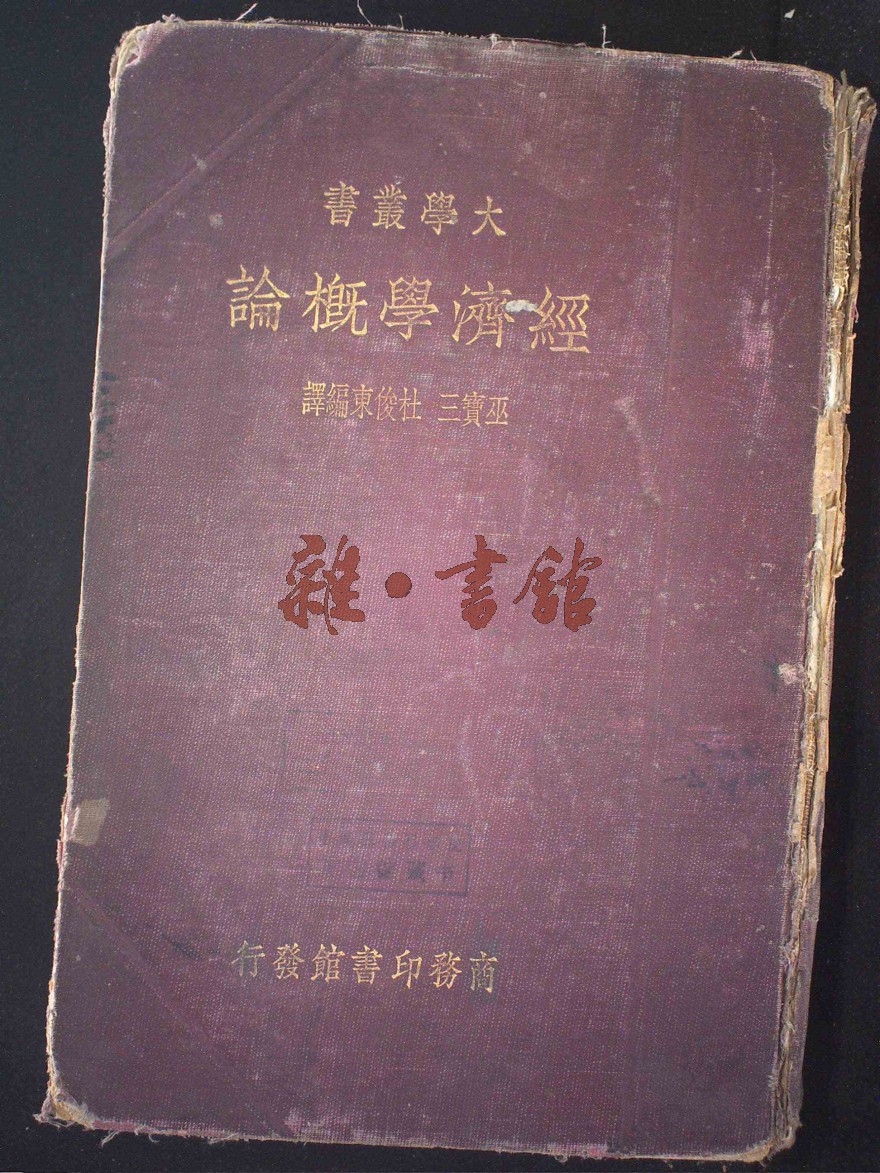 大學叢書
經濟學概論
巫寶三 杜俊東編譯
雜·書館
商務印書館發行